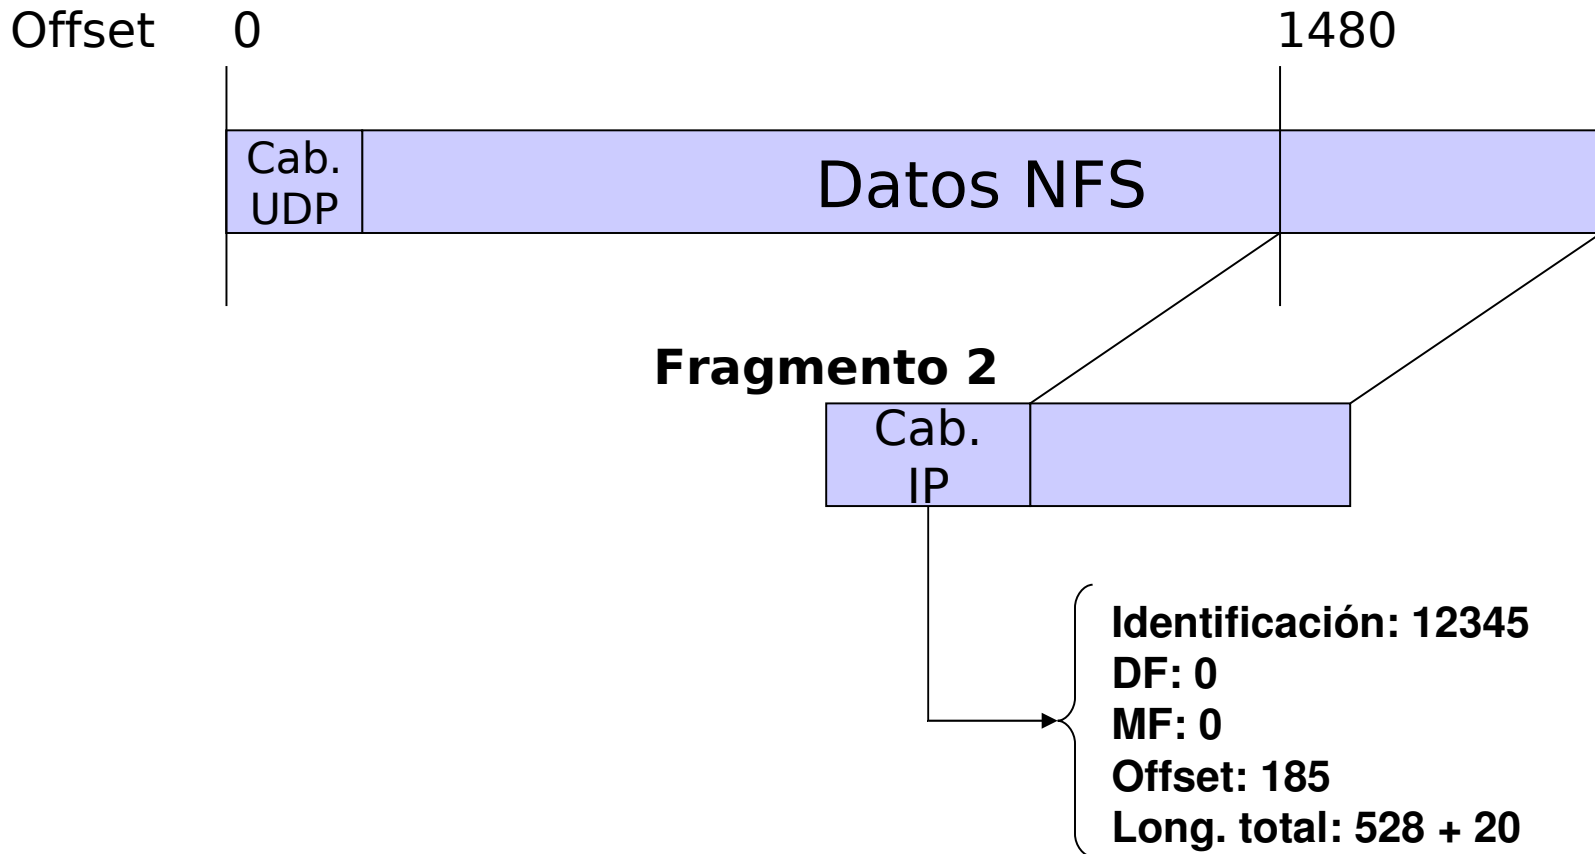 Offset 0 1480
Cab.
UDP
Datos NFS
Fragmento 2
Cab.
IP
Identificación: 12345
DF: 0
MF: 0
Offset: 185
Long. total: 528 + 20